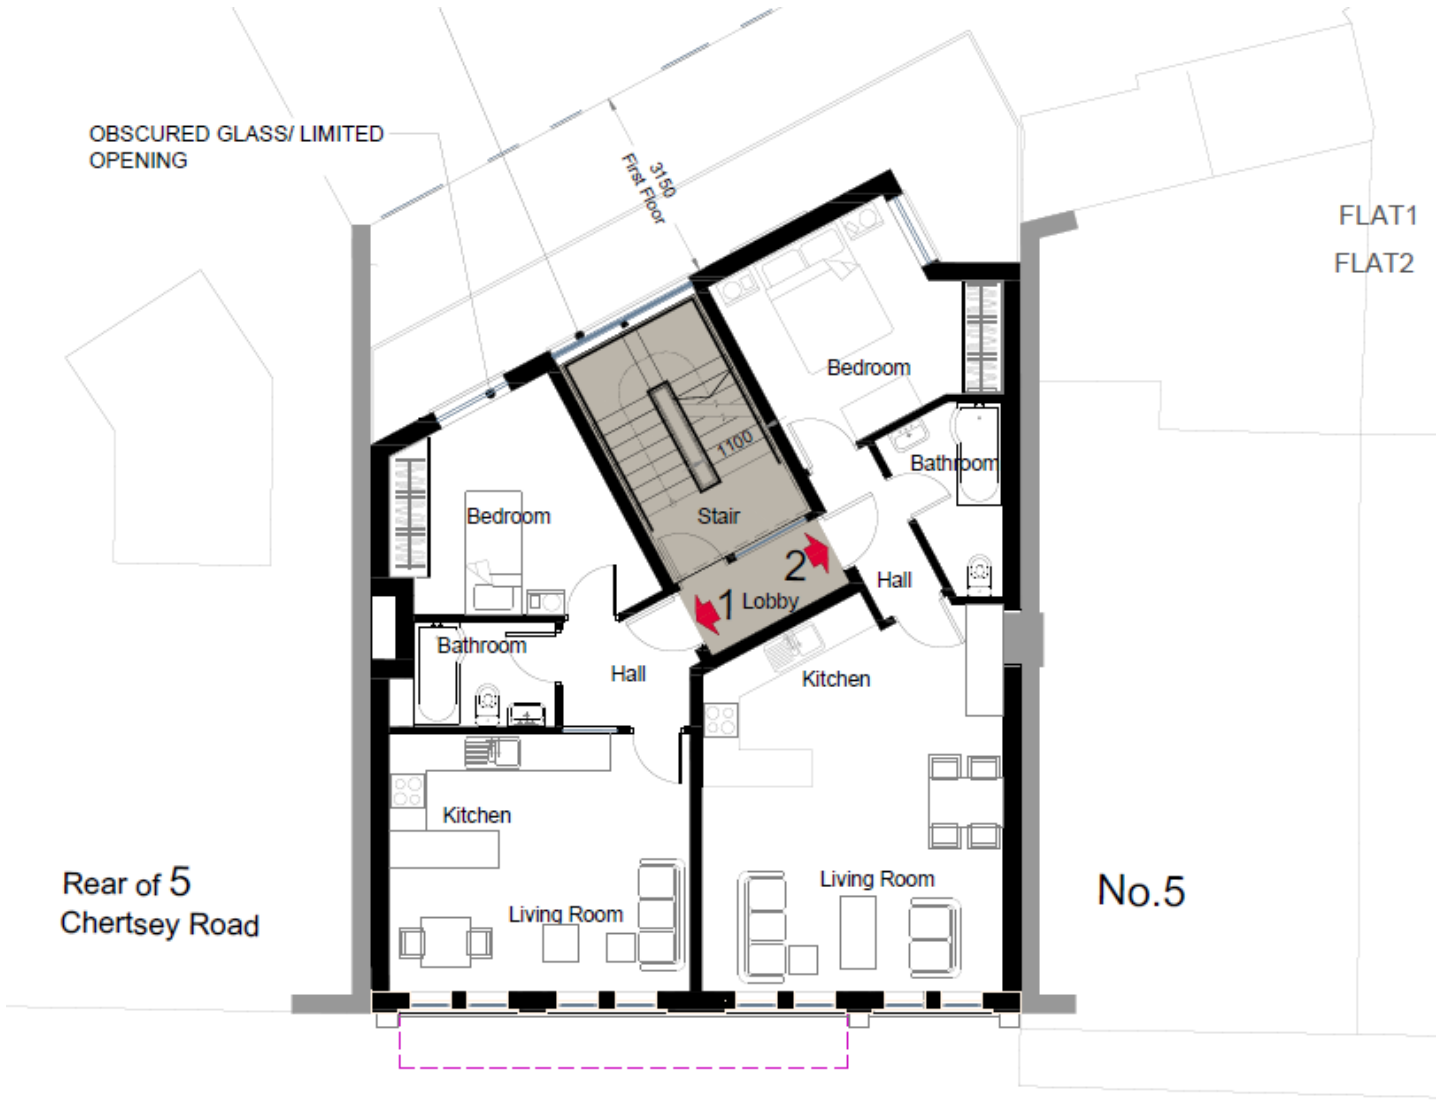 OBSCURED GLASS/ LIMITED
OPENING
3150
First Floor
FLAT1
FLAT2
Bedroom
1100
Bathroom
Stair
Bedroom
2
Hall
1
Lobby
Bathroom
Hall
Kitchen
Kitchen
Living Room
Living Room
Rear of 5
Chertsey Road
No.5